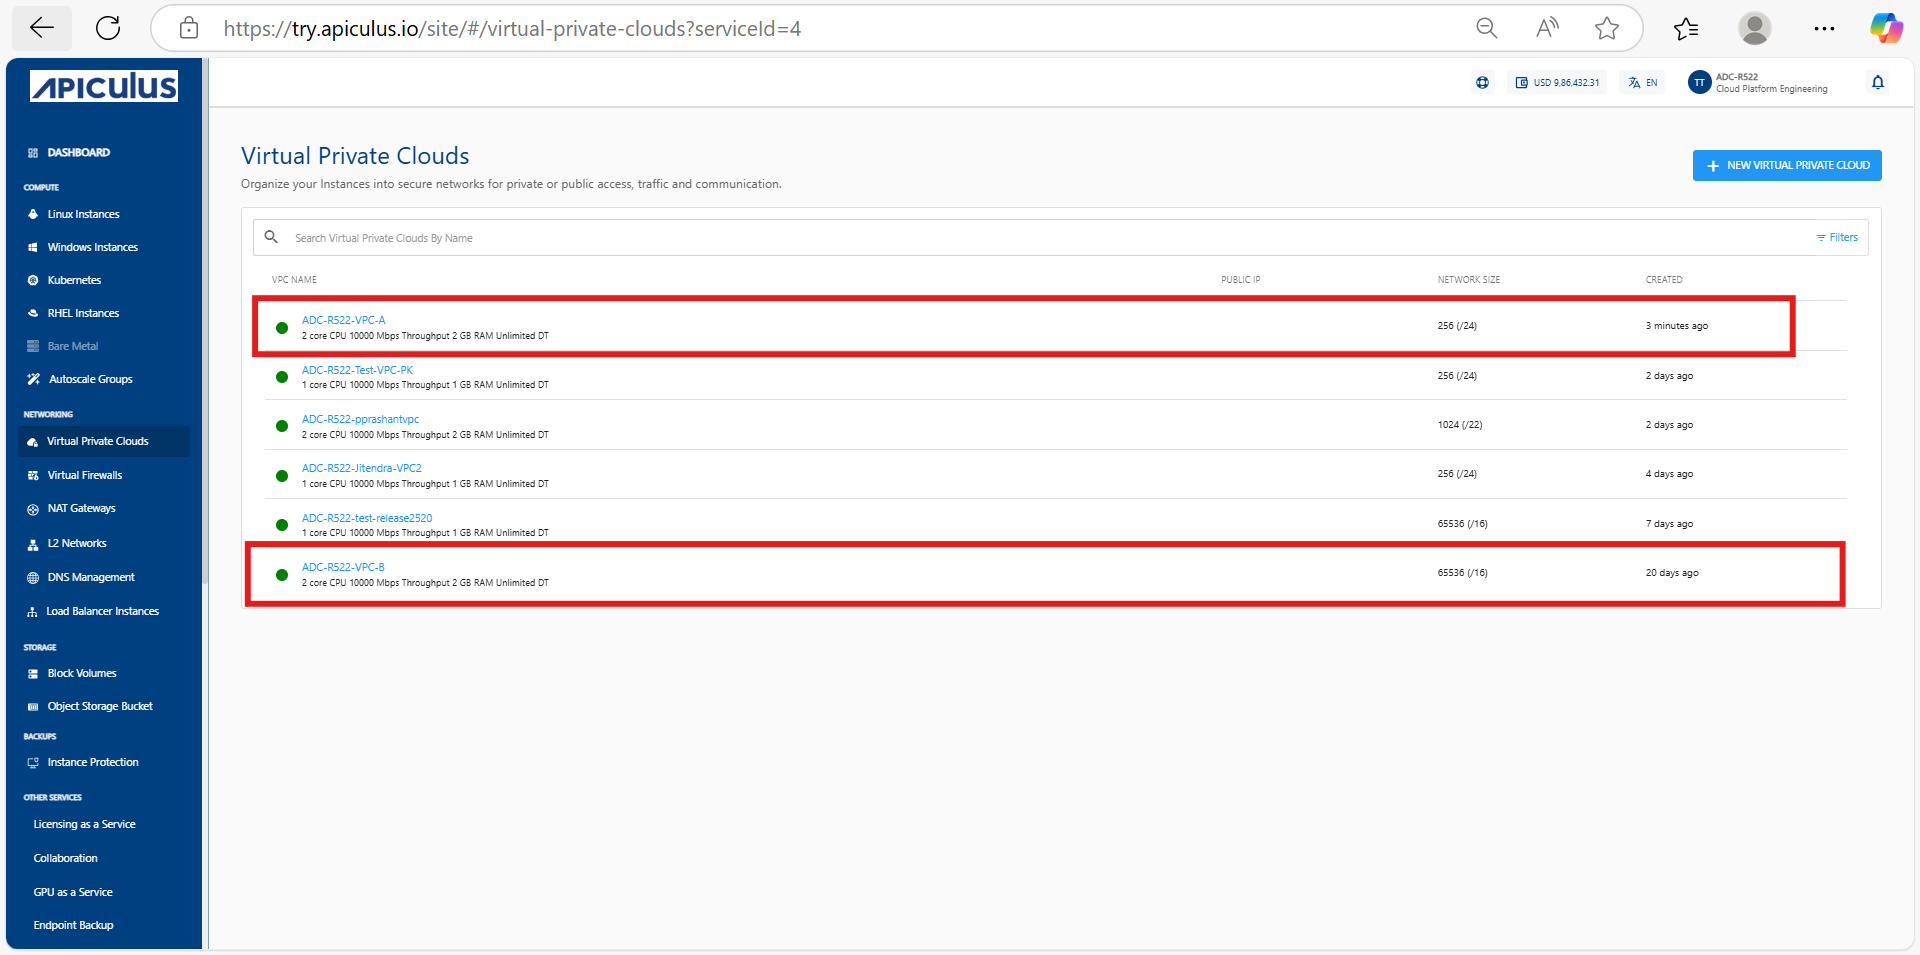 https://try.apiculus.io/site/#/virtual-private-clouds?serviceId=4
APICULUS
USD 9,86,432.31
EN
TT
ADC-R522
Cloud Platform Engineering
DASHBOARD
COMPUTE
Linux Instances
Windows Instances
Kubernetes
RHEL Instances
Bare Metal
Autoscale Groups
NETWORKING
Virtual Private Clouds
Virtual Firewalls
NAT Gateways
L2 Networks
DNS Management
Load Balancer Instances
STORAGE
Block Volumes
Object Storage Bucket
BACKUPS
Instance Protection
OTHER SERVICES
Licensing as a Service
Collaboration
GPU as a Service
Endpoint Backup
Virtual Private Clouds
Organize your Instances into secure networks for private or public access, traffic and communication.
NEW VIRTUAL PRIVATE CLOUD
Search Virtual Private Clouds By Name
Filters
VPC NAME PUBLIC IP NETWORK SIZE CREATED
ADC-R522-VPC-A
2 core CPU 10000 Mbps Throughput 2 GB RAM Unlimited DT
256 (/24) 3 minutes ago
ADC-R522-Test-VPC-PK
1 core CPU 10000 Mbps Throughput 1 GB RAM Unlimited DT
256 (/24) 2 days ago
ADC-R522-pprashantvpc
2 core CPU 10000 Mbps Throughput 2 GB RAM Unlimited DT
1024 (/22) 2 days ago
ADC-R522-Jitendra-VPC2
1 core CPU 10000 Mbps Throughput 1 GB RAM Unlimited DT
256 (/24) 4 days ago
ADC-R522-test-release2520
1 core CPU 10000 Mbps Throughput 1 GB RAM Unlimited DT
65536 (/16) 7 days ago
ADC-R522-VPC-B
2 core CPU 10000 Mbps Throughput 2 GB RAM Unlimited DT
65536 (/16) 20 days ago